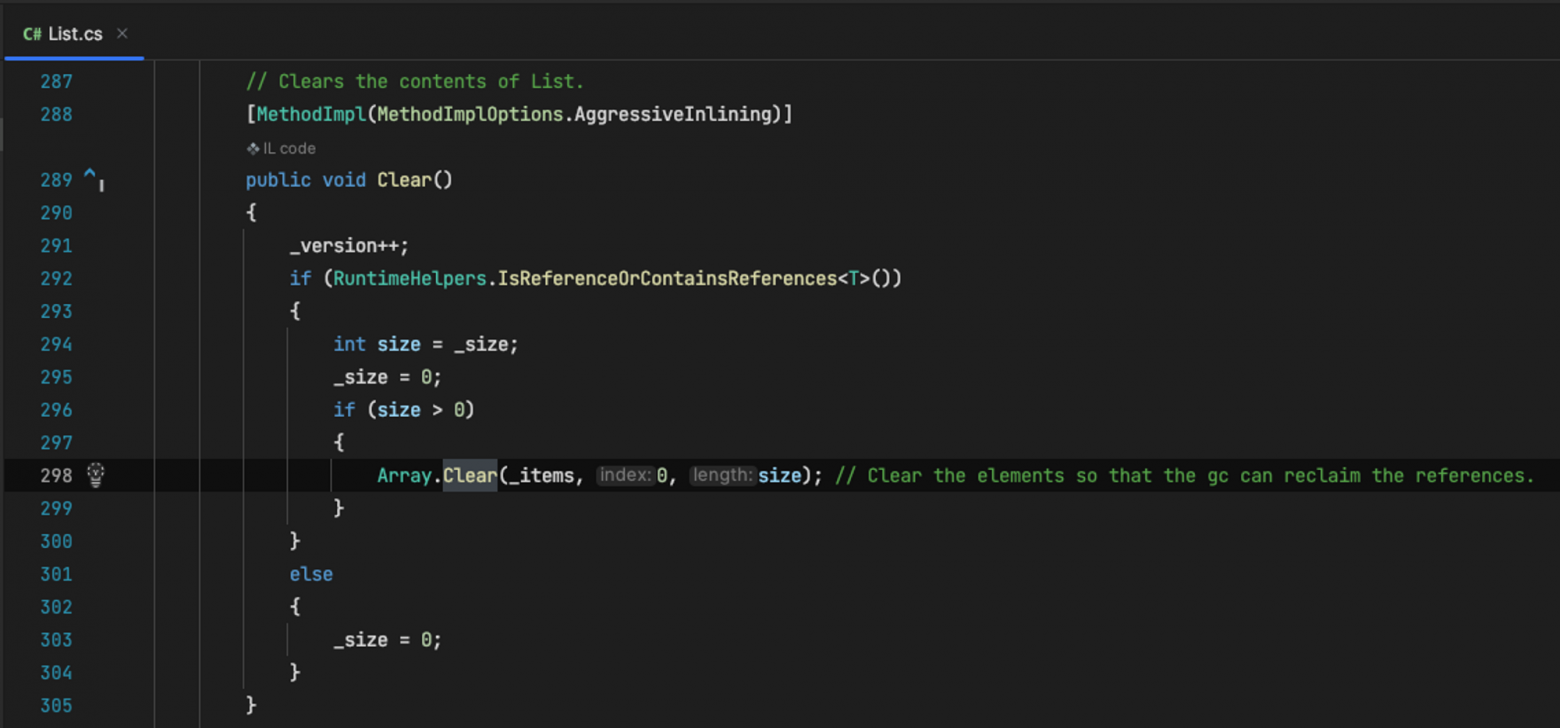 C# List.cs ×
287 // Clears the contents of List.
288 [MethodImpl(MethodImplOptions.AggressiveInlining)]
IL code
289 public void Clear()
290 {
291 _version++;
292 if (RuntimeHelpers.IsReferenceOrContainsReferences<T>())
293 {
294 int size = _size;
295 _size = 0;
296 if (size > 0)
297 {
298 Array.Clear(_items, index: 0, length: size); // Clear the elements so that the gc can reclaim the references.
299 }
300 }
301 else
302 {
303 _size = 0;
304 }
305 }